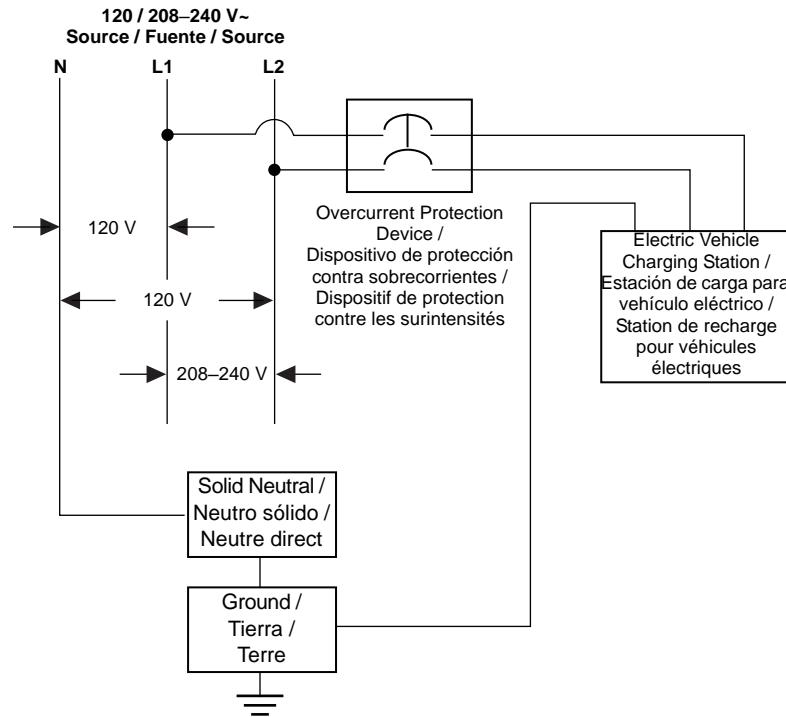 120 / 208–240 V~
Source / Fuente / Source
N L1 L2
120 V
120 V
208–240 V
Overcurrent Protection
Device /
Dispositivo de protección
contra sobrecorrientes /
Dispositif de protection
contre les surintensités
Electric Vehicle
Charging Station /
Estación de carga para
vehículo eléctrico /
Station de recharge
pour véhicules
électriques
Solid Neutral /
Neutro sólido /
Neutre direct
Ground /
Tierra /
Terre